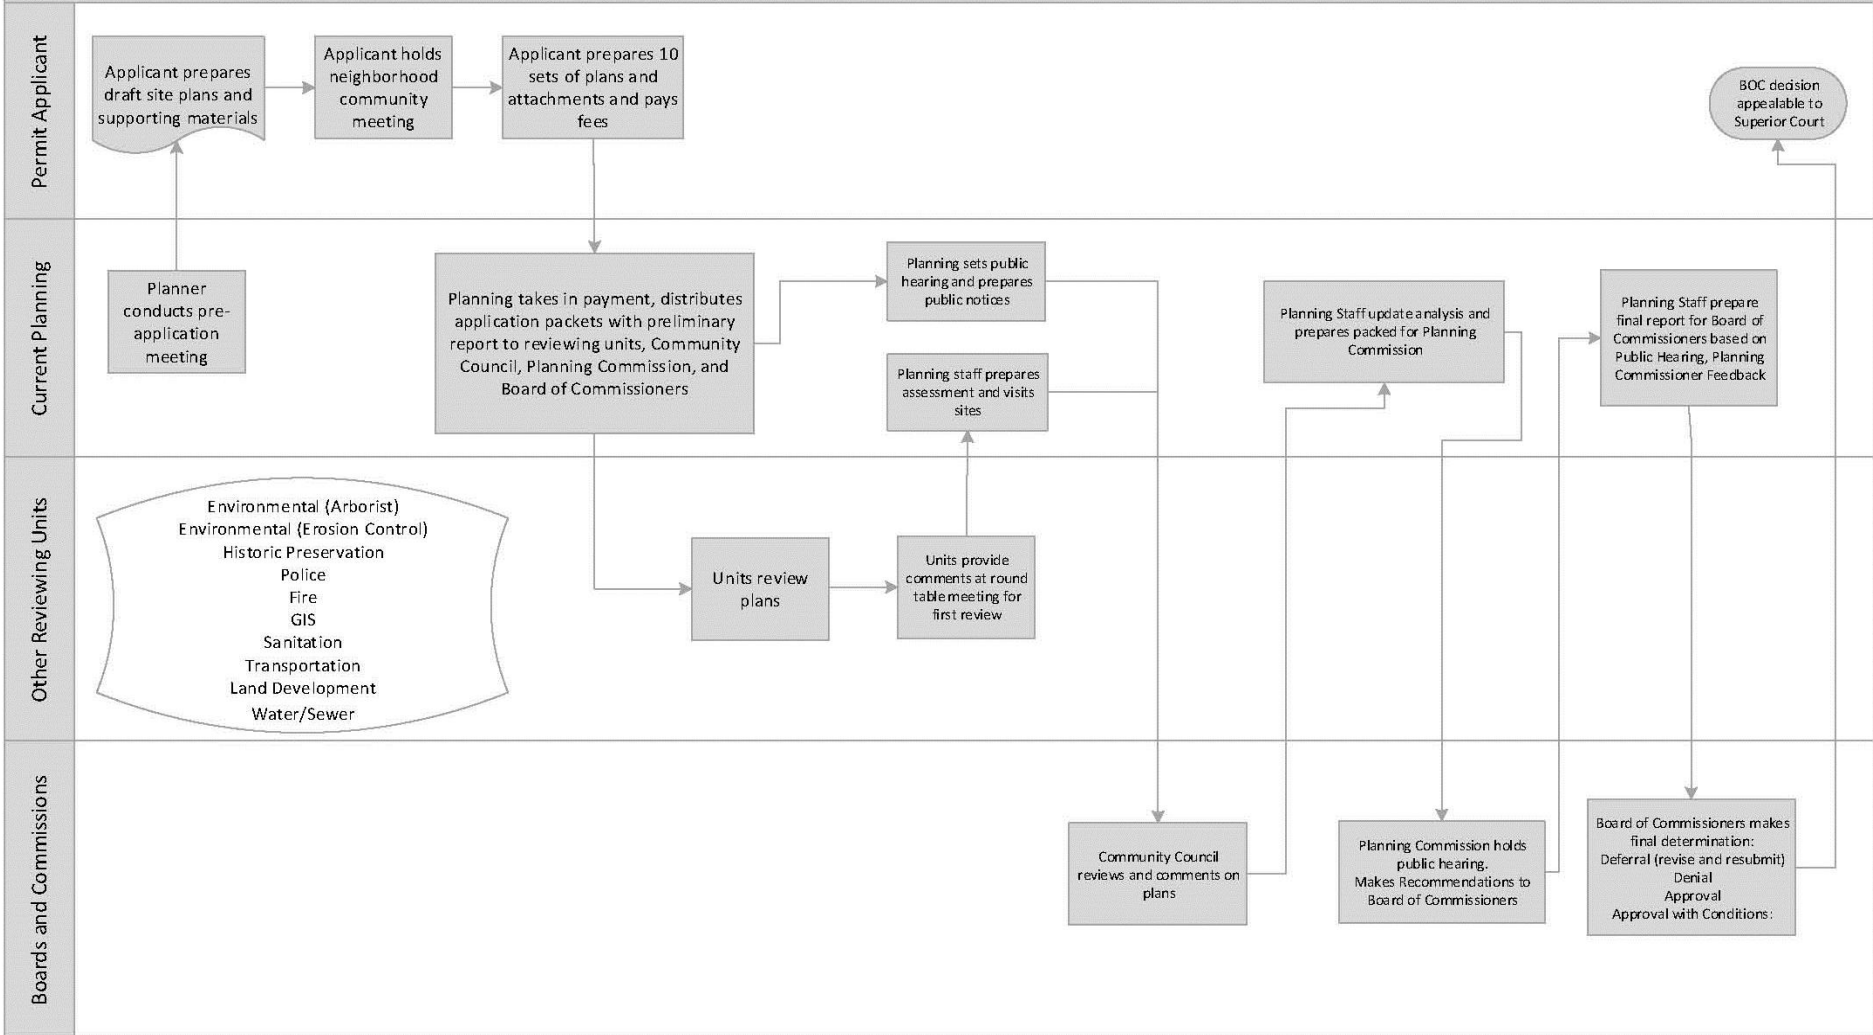 Permit Applicant
Applicant prepares
draft site plans and
supporting materials
Applicant holds
neighborhood
community
meeting
Applicant prepares 10
sets of plans and
attachments and pays
fees
BOC decision
appealable to
Superior Court
Current Planning
Planner
conducts pre-
application
meeting
Planning takes in payment, distributes
application packets with preliminary
report to reviewing units, Community
Council, Planning Commission, and
Board of Commissioners
Planning sets public
hearing and prepares
public notices
Planning staff prepares
assessment and visits
sites
Planning Staff update analysis and
prepares packed for Planning
Commission
Planning Staff prepare
final report for Board of
Commissioners based on
Public Hearing, Planning
Commissioner Feedback
Other Reviewing Units
Environmental (Arborist)
Environmental (Erosion Control)
Historic Preservation
Police
Fire
GIS
Sanitation
Transportation
Land Development
Water/Sewer
Units review
plans
Units provide
comments at round
table meeting for
first review
Boards and Commissions
Community Council
reviews and comments on
plans
Planning Commission holds
public hearing.
Makes Recommendations to
Board of Commissioners
Board of Commissioners makes
final determination:
Deferral (revise and resubmit)
Denial
Approval
Approval with Conditions: